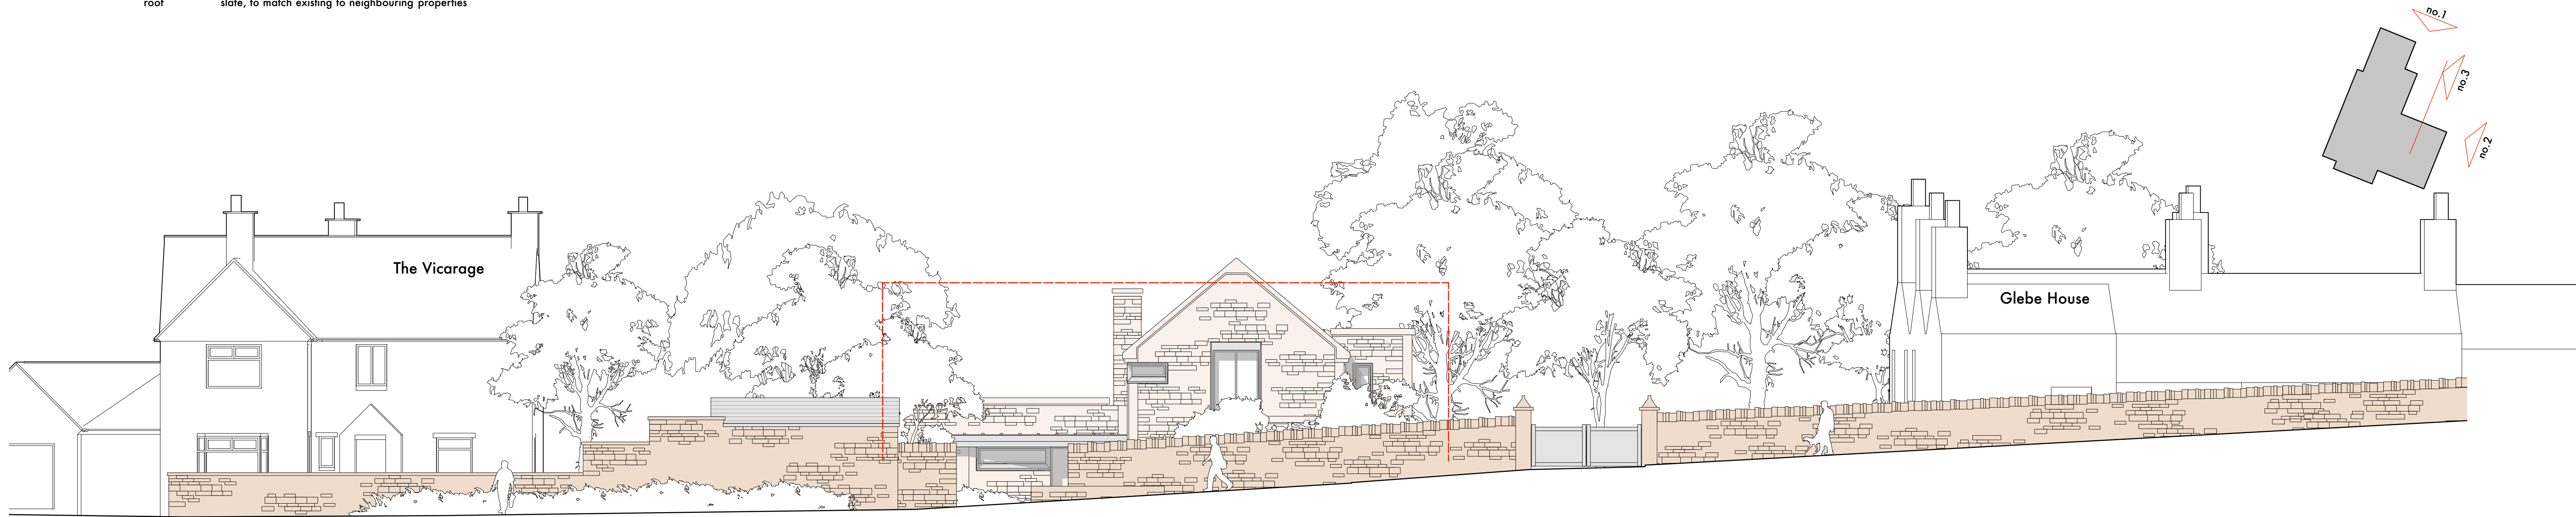 roof slate, to match existing to neighbouring properties
no.1
no.3
no.2
The Vicarage
Glebe House